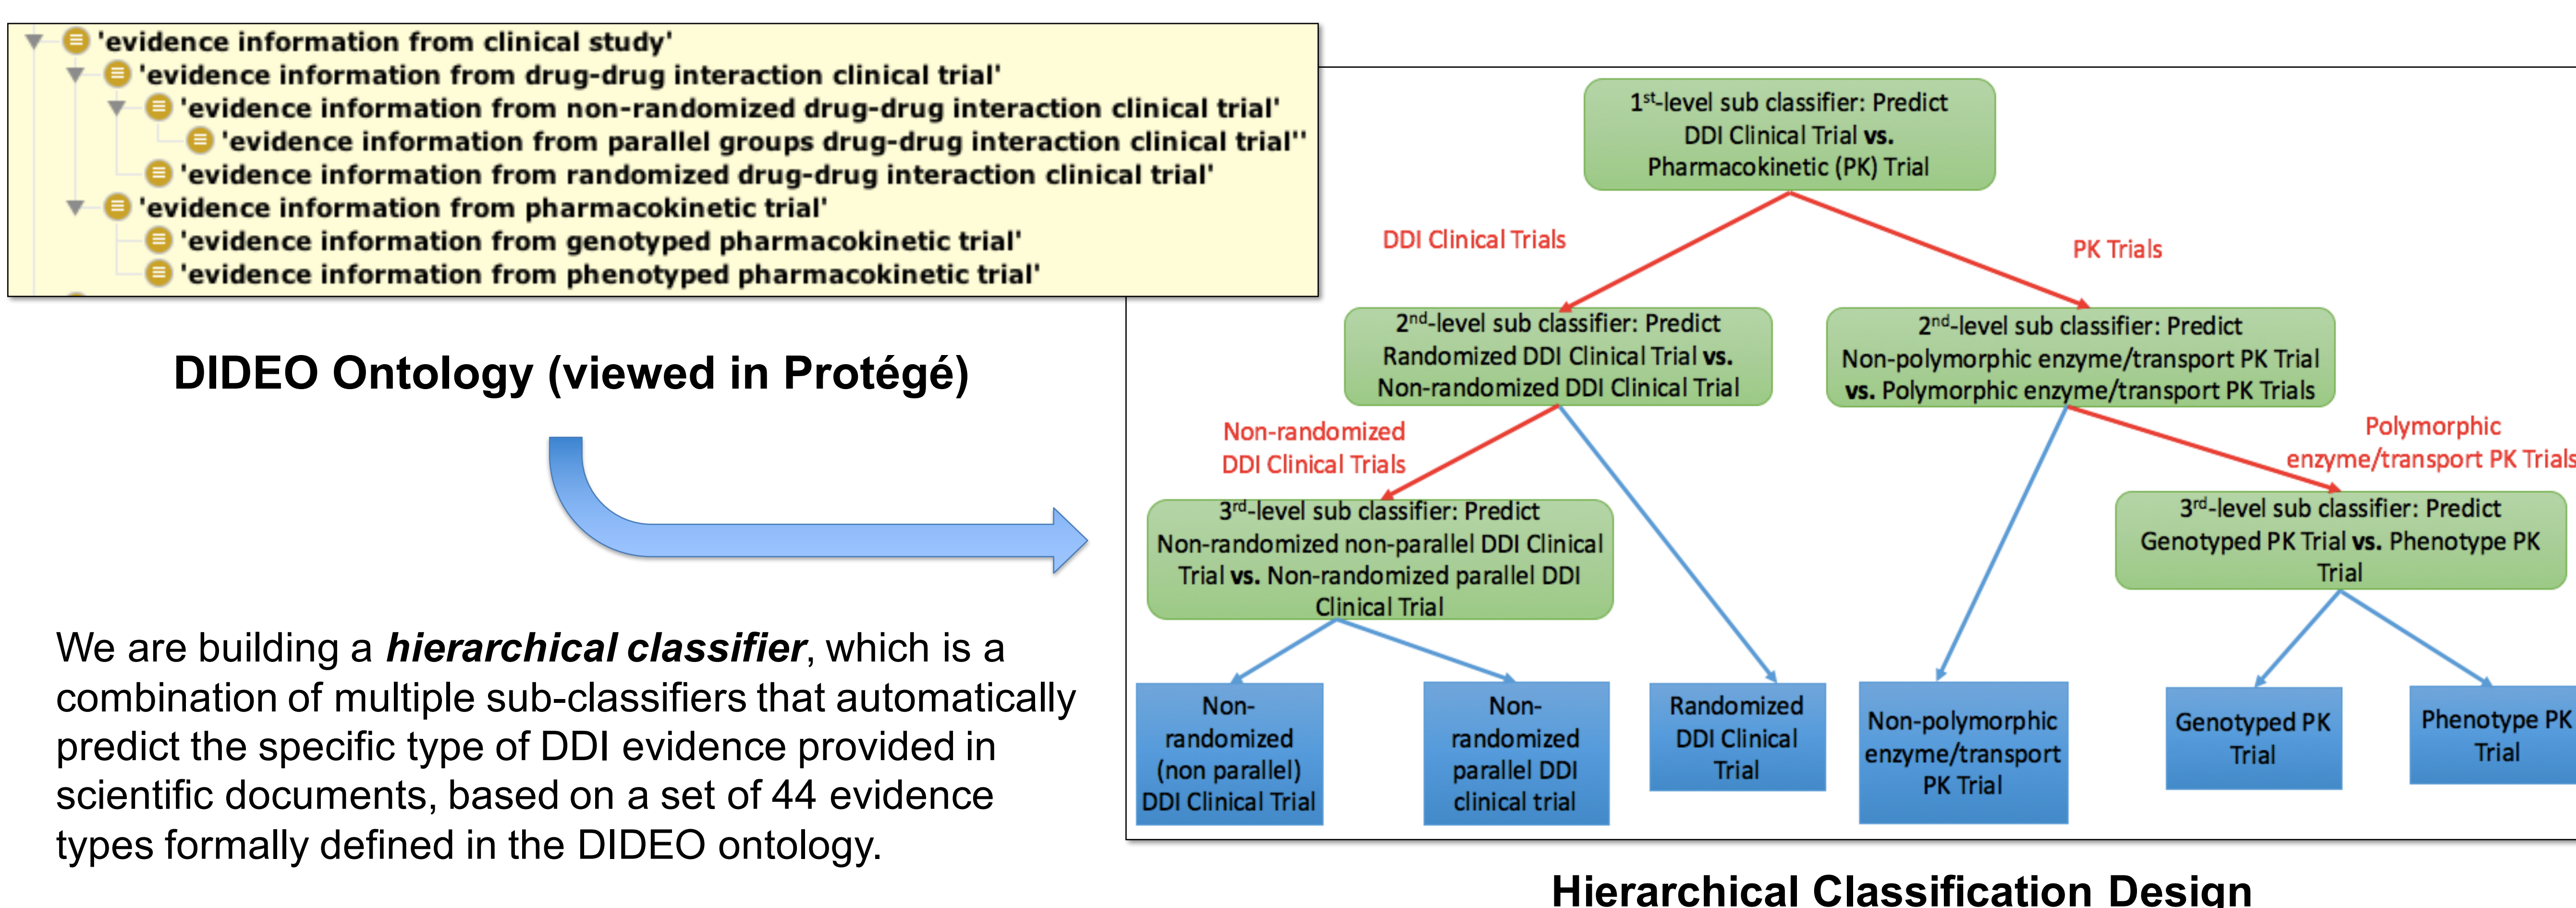 'evidence information from clinical study'
'evidence information from drug-drug interaction clinical trial'
'evidence information from non-randomized drug-drug interaction clinical trial'
'evidence information from parallel groups drug-drug interaction clinical trial''
'evidence information from randomized drug-drug interaction clinical trial'
'evidence information from pharmacokinetic trial'
'evidence information from genotyped pharmacokinetic trial'
'evidence information from phenotyped pharmacokinetic trial'
DIDEO Ontology (viewed in Protégé)
We are building a hierarchical classifier, which is a
combination of multiple sub-classifiers that automatically
predict the specific type of DDI evidence provided in
scientific documents, based on a set of 44 evidence
types formally defined in the DIDEO ontology.
1st-level sub classifier: Predict
DDI Clinical Trial vs.
Pharmacokinetic (PK) Trial
DDI Clinical Trials
PK Trials
2nd-level sub classifier: Predict
Randomized DDI Clinical Trial vs.
Non-randomized DDI Clinical Trial
2nd-level sub classifier: Predict
Non-polymorphic enzyme/transport PK Trial
vs. Polymorphic enzyme/transport PK Trials
Non-randomized
DDI Clinical Trials
Polymorphic
enzyme/transport PK Trials
3rd-level sub classifier: Predict
Non-randomized non-parallel DDI Clinical
Trial vs. Non-randomized parallel DDI
Clinical Trial
3rd-level sub classifier: Predict
Genotyped PK Trial vs. Phenotype PK
Trial
Non-
randomized
(non parallel)
DDI Clinical Trial
Non-
randomized
parallel DDI
clinical trial
Randomized
DDI Clinical
Trial
Non-polymorphic
enzyme/transport
PK Trial
Genotyped PK
Trial
Phenotype PK
Trial
Hierarchical Classification Design